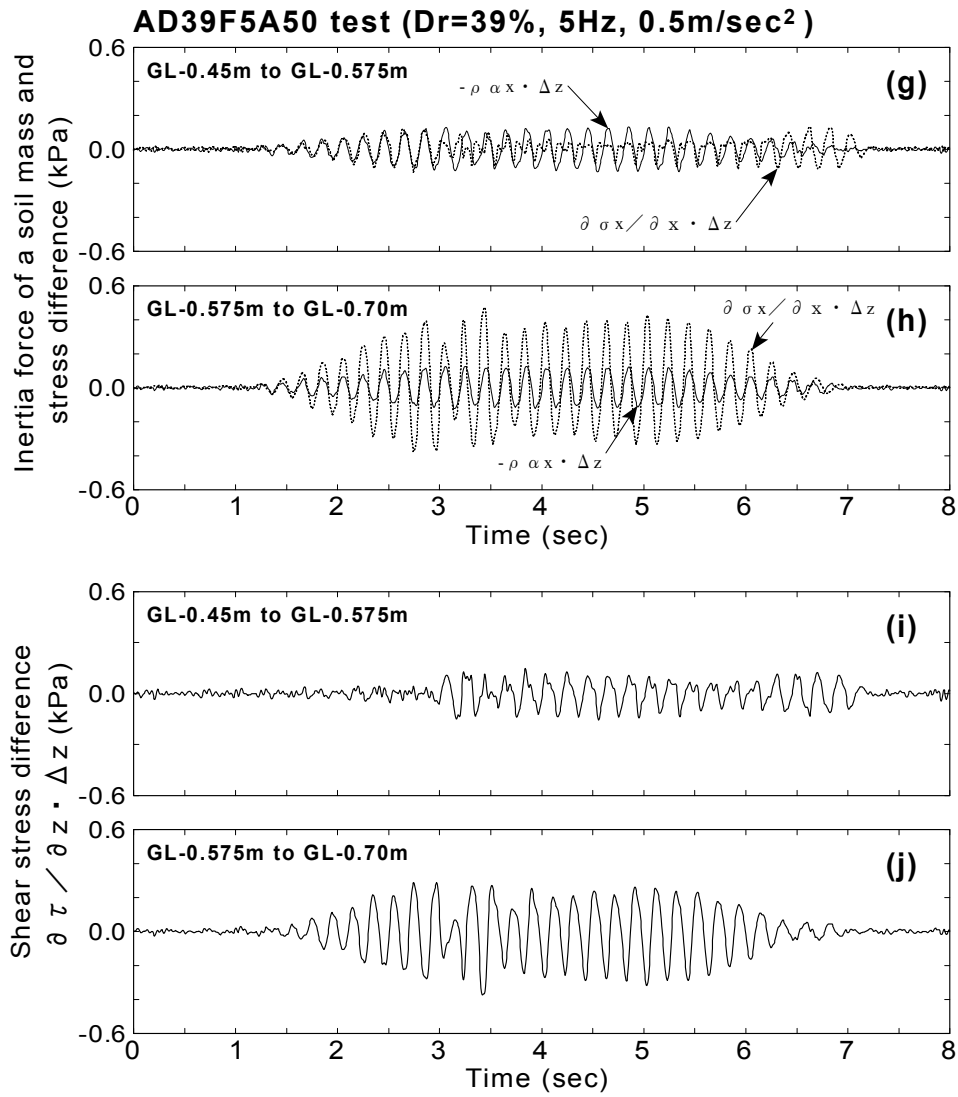 AD39F5A50 test (Dr=39%, 5Hz, 0.5m/sec² )
Inertia force of a soil mass and
stress difference (kPa)
0.6
0.0
-0.6
GL-0.45m to GL-0.575m
(g)
- ρ αx・Δz
∂σx/∂x・Δz
0.6
0.0
-0.6
GL-0.575m to GL-0.70m
(h)
∂σx/∂x・Δz
- ρ αx・Δz
0 1 2 3 4 5 6 7 8
Time (sec)
Shear stress difference
∂τ/∂z・Δz (kPa)
0.6
0.0
-0.6
GL-0.45m to GL-0.575m
(i)
0.6
0.0
-0.6
GL-0.575m to GL-0.70m
(j)
0 1 2 3 4 5 6 7 8
Time (sec)